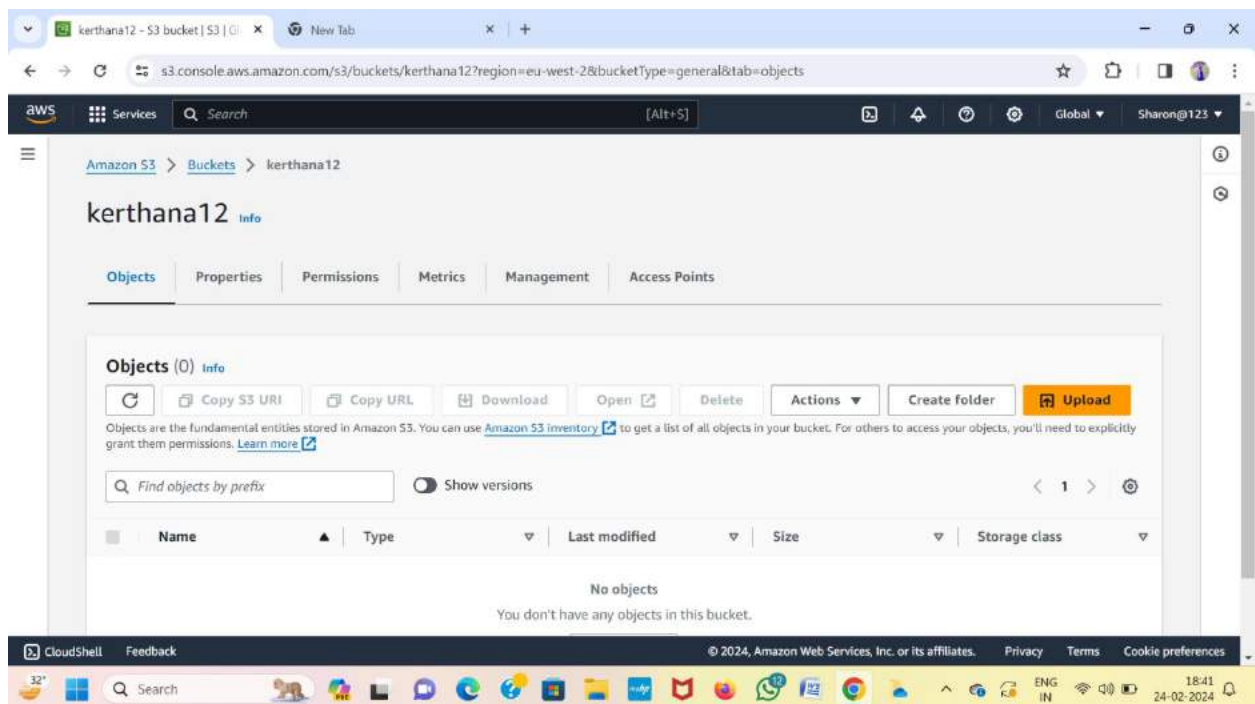 kerthana12 - S3 bucket | S3 | Gl
New Tab
s3.console.aws.amazon.com/s3/buckets/kerthana12?region=eu-west-2&bucketType=general&tab=objects
aws
Services
Search
[Alt+S]
Global
Sharon@123
Amazon S3 > Buckets > kerthana12
kerthana12 Info
Objects Properties Permissions Metrics Management Access Points
Objects (0) Info
Copy S3 URI Copy URL Download Open Delete Actions Create folder Upload
Objects are the fundamental entities stored in Amazon S3. You can use Amazon S3 inventory to get a list of all objects in your bucket. For others to access your objects, you'll need to explicitly
grant them permissions. Learn more
Find objects by prefix
Show versions
< 1 >
Name Type Last modified Size Storage class
No objects
You don't have any objects in this bucket.
CloudShell Feedback © 2024, Amazon Web Services, Inc. or its affiliates. Privacy Terms Cookie preferences
32°
Search
ENG
IN
18:41
24-02-2024